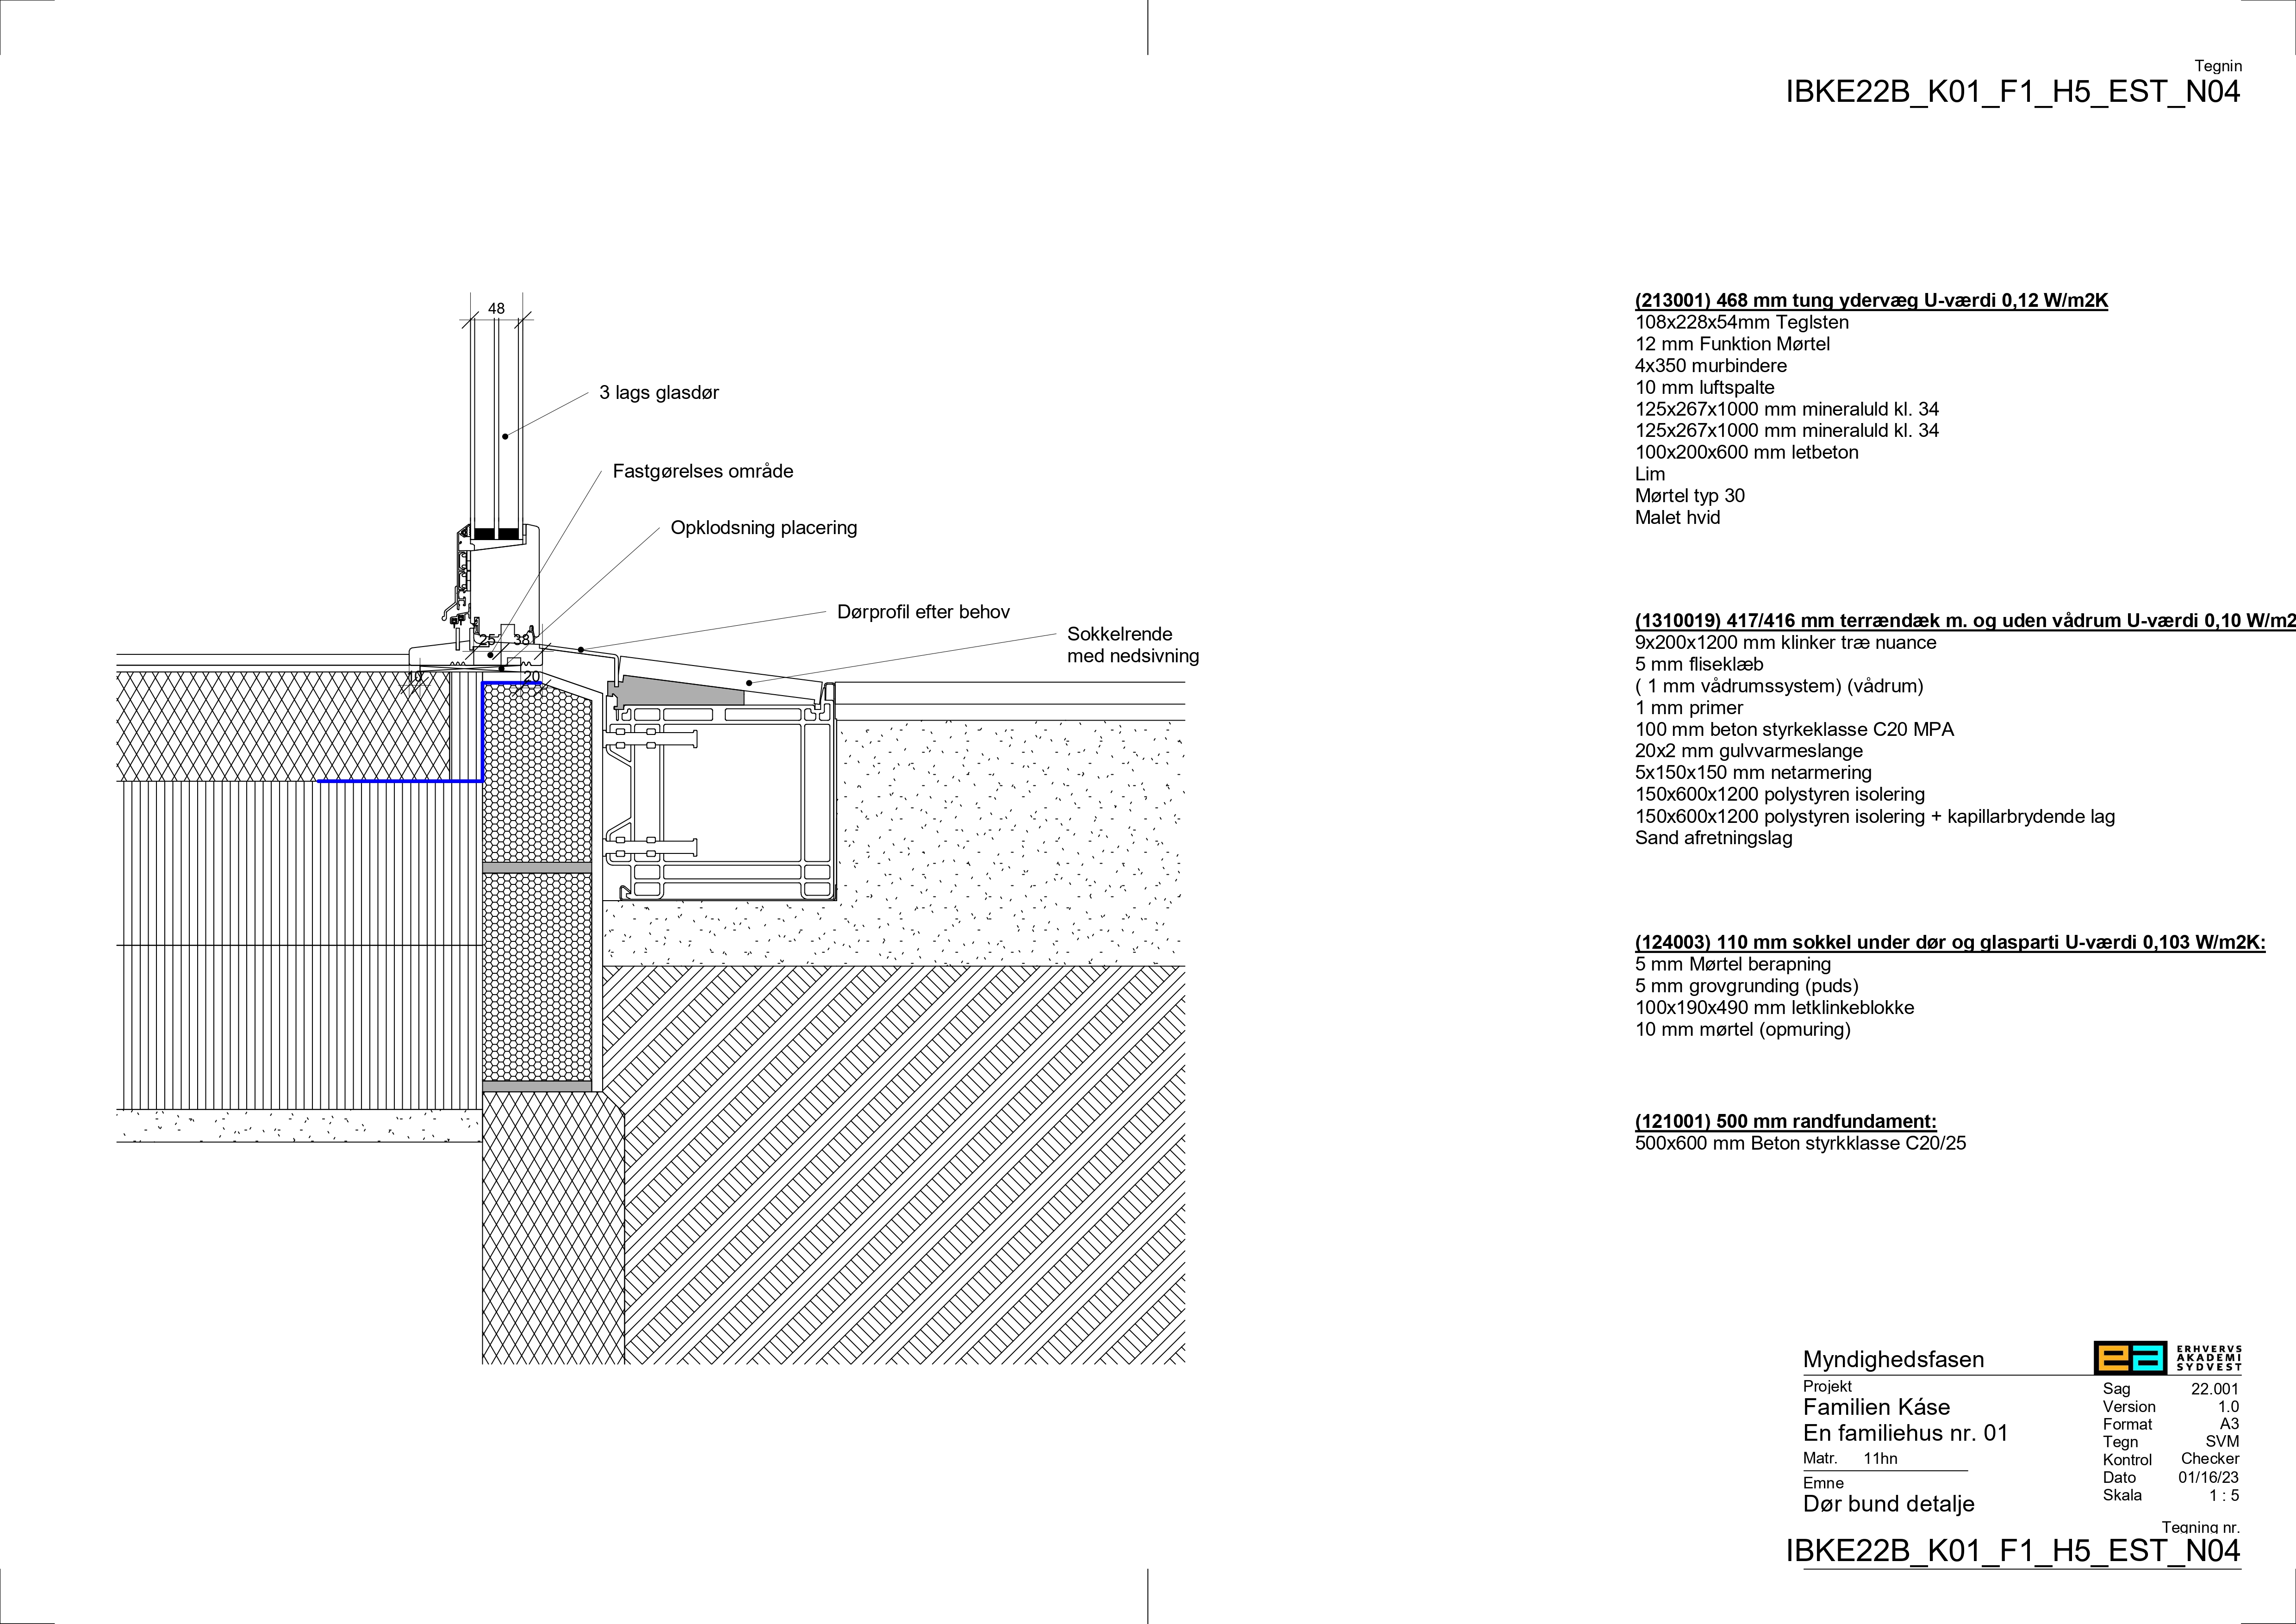 Tegnin
IBKE22B_K01_F1_H5_EST_N04
48
3 lags glasdør
Fastgørelses område
Opklodsning placering
Dørprofil efter behov
Sokkelrende
med nedsivning
25
38
10
20
(213001) 468 mm tung ydervæg U-værdi 0,12 W/m2K
108x228x54mm Teglsten
12 mm Funktion Mørtel
4x350 murbindere
10 mm luftspalte
125x267x1000 mm mineraluld kl. 34
125x267x1000 mm mineraluld kl. 34
100x200x600 mm letbeton
Lim
Mørtel typ 30
Malet hvid
(1310019) 417/416 mm terrændæk m. og uden vådrum U-værdi 0,10 W/m2
9x200x1200 mm klinker træ nuance
5 mm fliseklæb
( 1 mm vådrumssystem) (vådrum)
1 mm primer
100 mm beton styrkeklasse C20 MPA
20x2 mm gulvvarmeslange
5x150x150 mm netarmering
150x600x1200 polystyren isolering
150x600x1200 polystyren isolering + kapillarbrydende lag
Sand afretningslag
(124003) 110 mm sokkel under dør og glasparti U-værdi 0,103 W/m2K:
5 mm Mørtel berapning
5 mm grovgrunding (puds)
100x190x490 mm letklinkeblokke
10 mm mørtel (opmuring)
(121001) 500 mm randfundament:
500x600 mm Beton styrkklasse C20/25
Myndighedsfasen
ea ERHVERVS
AKADEMI
SYDVEST
Projekt
Familien Káse
En familiehus nr. 01
Matr. 11hn
Emne
Dør bund detalje
Sag 22.001
Version 1.0
Format A3
Tegn SVM
Kontrol Checker
Dato 01/16/23
Skala 1 : 5
Tegning nr.
IBKE22B_K01_F1_H5_EST_N04